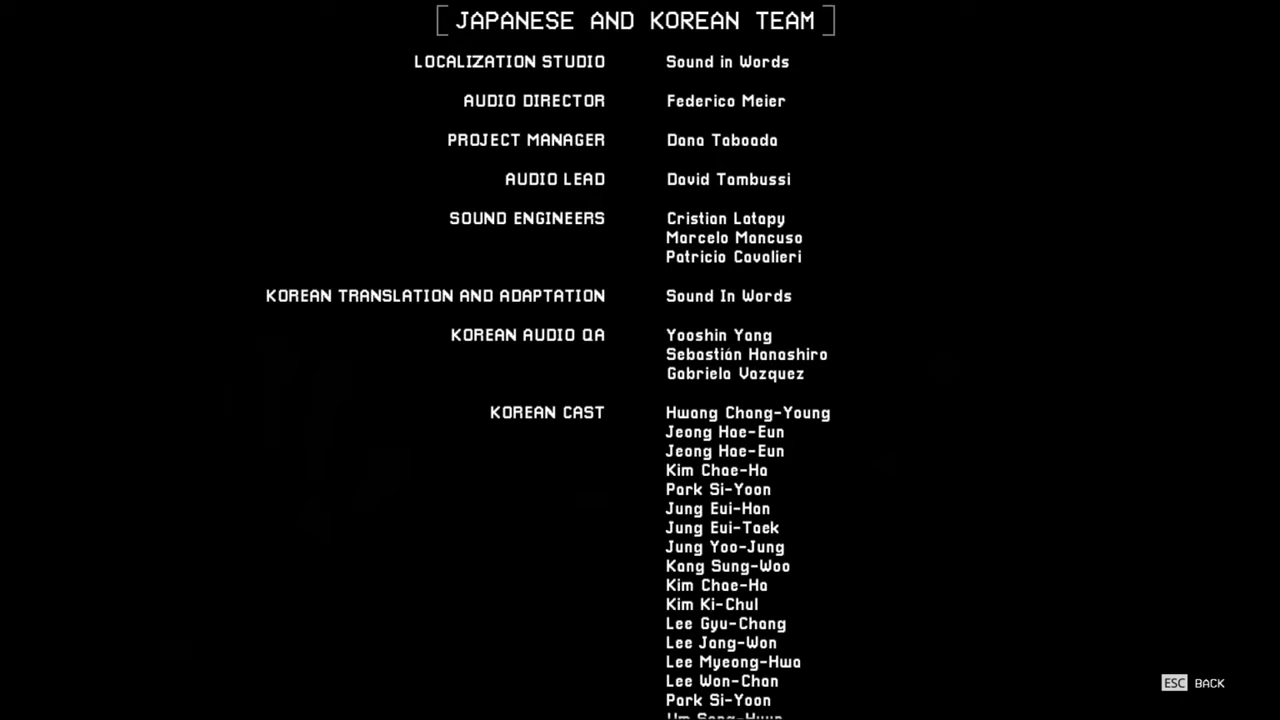 [JAPANESE AND KOREAN TEAM]
LOCALIZATION STUDIO Sound in Words
AUDIO DIRECTOR Federico Meier
PROJECT MANAGER Dana Taboada
AUDIO LEAD David Tambussi
SOUND ENGINEERS Cristian Latapy
Marcelo Mancuso
Patricio Cavalieri
KOREAN TRANSLATION AND ADAPTATION Sound In Words
KOREAN AUDIO QA Yooshin Yang
Sebastián Hanashiro
Gabriela Vazquez
KOREAN CAST Hwang Chang-Young
Jeong Hae-Eun
Jeong Hae-Eun
Kim Chae-Ha
Park Si-Yoon
Jung Eui-Han
Jung Eui-Taek
Jung Yoo-Jung
Kang Sung-Woo
Kim Chae-Ha
Kim Ki-Chul
Lee Gyu-Chang
Lee Jang-Won
Lee Myeong-Hwa
Lee Won-Chan
Park Si-Yoon
ESC BACK